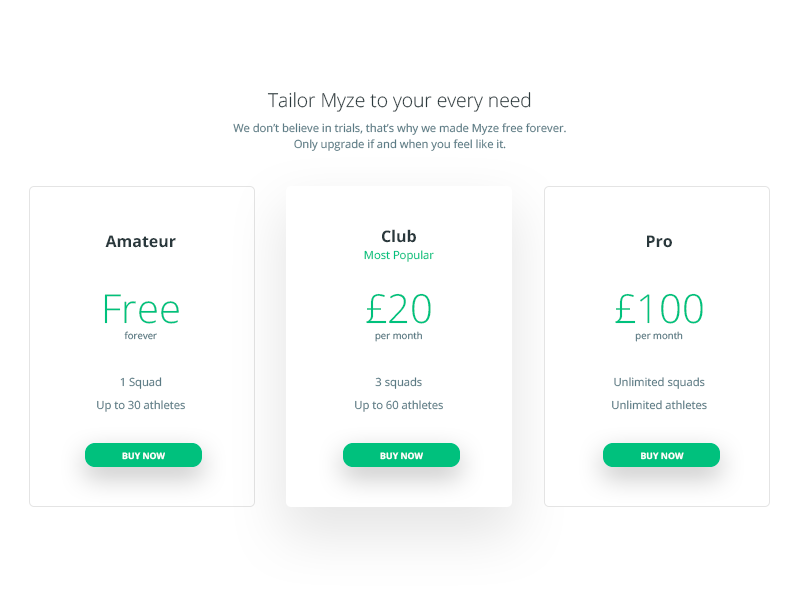 Tailor Myze to your every need
We don't believe in trials, that's why we made Myze free forever.
Only upgrade if and when you feel like it.
Amateur
Free
forever
1 Squad
Up to 30 athletes
BUY NOW
Club
Most Popular
£20
per month
3 squads
Up to 60 athletes
BUY NOW
Pro
£100
per month
Unlimited squads
Unlimited athletes
BUY NOW